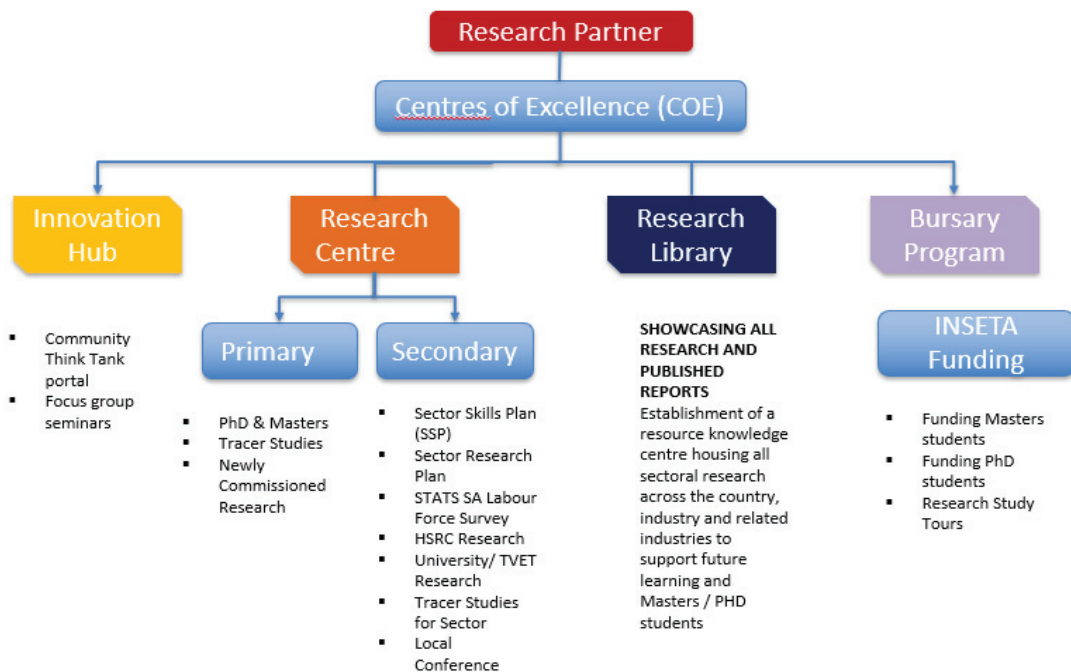 Research Partner
Centres of Excellence (COE)
Innovation
Hub
▪ Community
Think Tank
portal
▪ Focus group
seminars
Research
Centre
Primary
▪ PhD & Masters
▪ Tracer Studies
▪ Newly
Commissioned
Research
Secondary
▪ Sector Skills Plan
(SSP)
▪ Sector Research
Plan
▪ STATS SA Labour
Force Survey
▪ HSRC Research
▪ University/ TVET
Research
▪ Tracer Studies
for Sector
▪ Local
Conference
Research
Library
SHOWCASING ALL
RESEARCH AND
PUBLISHED
REPORTS
Establishment of a
resource knowledge
centre housing all
sectoral research
across the country,
industry and related
industries to
support future
learning and
Masters / PHD
students
Bursary
Program
INSETA
Funding
▪ Funding Masters
students
▪ Funding PhD
students
▪ Research Study
Tours